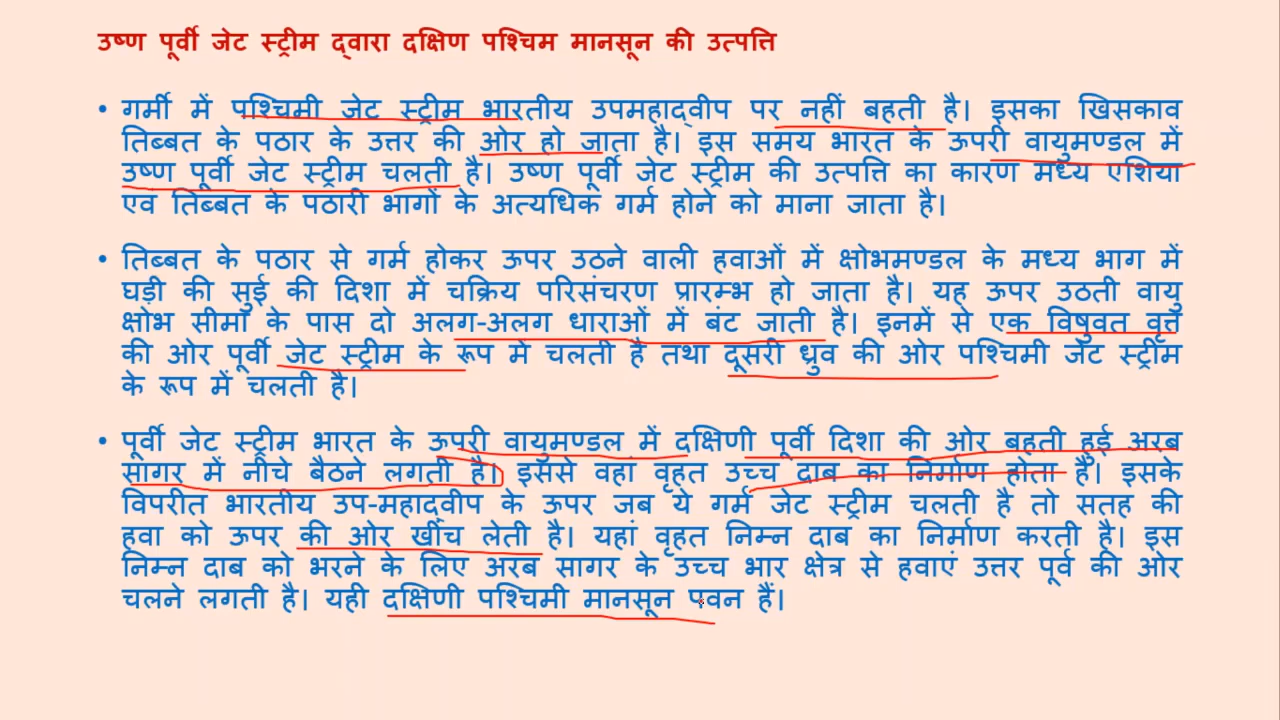 उष्ण पूर्वी जेट स्ट्रीम द्वारा दक्षिण पश्चिम मानसून की उत्पत्ति
• गर्मी में पश्चिमी जेट स्ट्रीम भारतीय उपमहाद्वीप पर नहीं बहती है। इसका खिसकाव
तिब्बत के पठार के उत्तर की ओर हो जाता है। इस समय भारत के ऊपरी वायुमण्डल में
उष्ण पूर्वी जेट स्ट्रीम चलती है। उष्ण पूर्वी जेट स्ट्रीम की उत्पत्ति का कारण मध्य एशिया
एव तिब्बत के पठारी भागों के अत्यधिक गर्म होने को माना जाता है।
• तिब्बत के पठार से गर्म होकर ऊपर उठने वाली हवाओं में क्षोभमण्डल के मध्य भाग में
घड़ी की सुई की दिशा में चक्रिय परिसंचरण प्रारम्भ हो जाता है। यह ऊपर उठती वायु
क्षोभ सीमा के पास दो अलग-अलग धाराओं में बंट जाती है। इनमें से एक विषुवत वृत्त
की ओर पूर्वी जेट स्ट्रीम के रूप में चलती है तथा दूसरी ध्रुव की ओर पश्चिमी जेट स्ट्रीम
के रूप में चलती है।
• पूर्वी जेट स्ट्रीम भारत के ऊपरी वायुमण्डल में दक्षिणी पूर्वी दिशा की ओर बहती हुई अरब
सागर में नीचे बैठने लगती है। इससे वहां वृहत उच्च दाब का निर्माण होता है। इसके
विपरीत भारतीय उप-महाद्वीप के ऊपर जब ये गर्म जेट स्ट्रीम चलती है तो सतह की
हवा को ऊपर की ओर खींच लेती है। यहां वृहत निम्न दाब का निर्माण करती है। इस
निम्न दाब को भरने के लिए अरब सागर के उच्च भार क्षेत्र से हवाएं उत्तर पूर्व की ओर
चलने लगती है। यही दक्षिणी पश्चिमी मानसून पवन हैं।